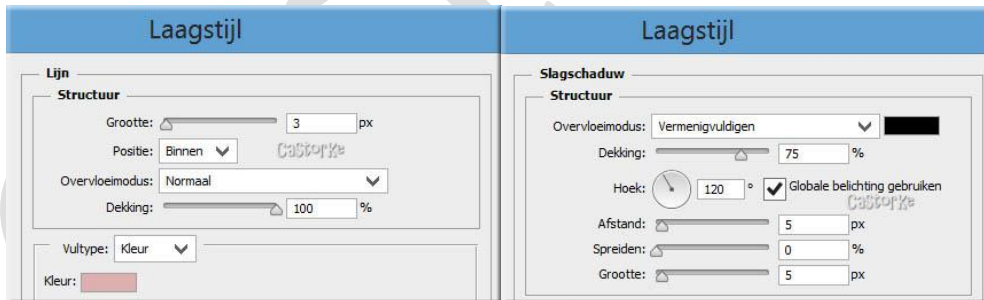 Laagstijl
Lijn
Structuur
Grootte: 3 px
Positie: Binnen
CaStorKe
Overvloeimodus: Normaal
Dekking: 100 %
Vultype: Kleur
Kleur:
Laagstijl
Slagschaduw
Structuur
Overvloeimodus: Vermenigvuldigen
Dekking: 75 %
Hoek: 120 ° Globale belichting gebruiken
CaStorKe
Afstand: 5 px
Spreiden: 0 %
Grootte: 5 px